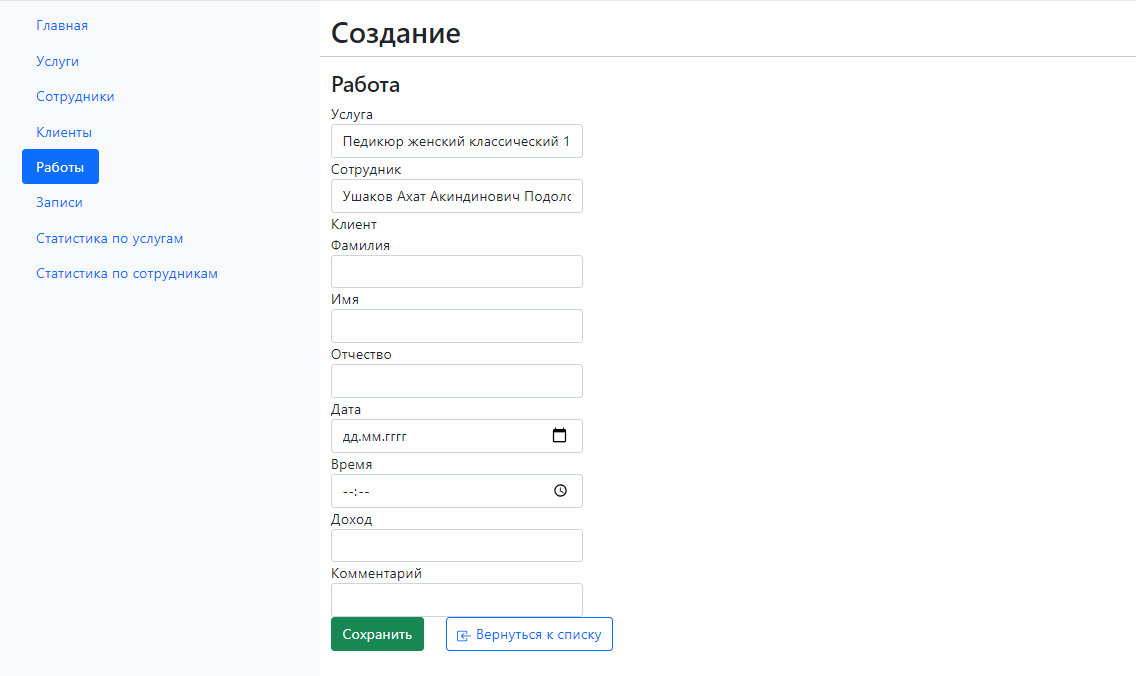 Главная
Услуги
Сотрудники
Клиенты
Работы
Записи
Статистика по услугам
Статистика по сотрудникам
Создание
Работа
Услуга
Педикюр женский классический 1
Сотрудник
Ушаков Ахат Акиндинович
Клиент
Фамилия
Имя
Отчество
Дата
дд.мм.гггг
Время
--:--
Доход
Комментарий
Сохранить
Вернуться к списку